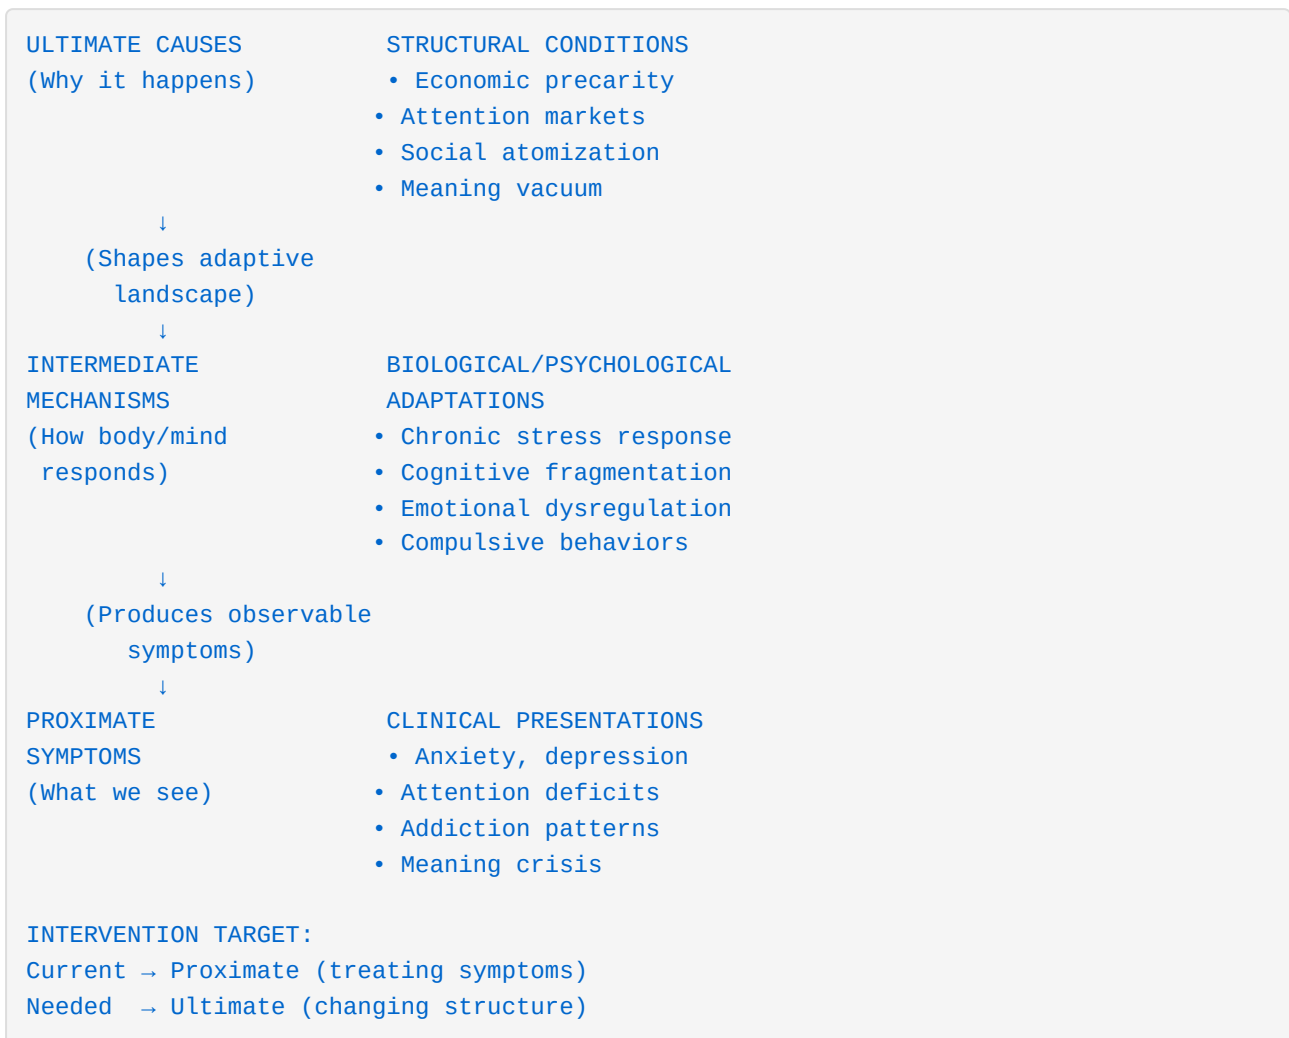 ULTIMATE CAUSES          STRUCTURAL CONDITIONS
(Why it happens)         • Economic precarity
                        • Attention markets
                        • Social atomization
                        • Meaning vacuum
         ↓
    (Shapes adaptive
      landscape)
         ↓
INTERMEDIATE             BIOLOGICAL/PSYCHOLOGICAL
MECHANISMS               ADAPTATIONS
(How body/mind          • Chronic stress response
 responds)              • Cognitive fragmentation
                        • Emotional dysregulation
                        • Compulsive behaviors
         ↓
    (Produces observable
       symptoms)
         ↓
PROXIMATE                CLINICAL PRESENTATIONS
SYMPTOMS                 • Anxiety, depression
(What we see)           • Attention deficits
                        • Addiction patterns
                        • Meaning crisis
INTERVENTION TARGET:
Current → Proximate (treating symptoms)
Needed  → Ultimate (changing structure)